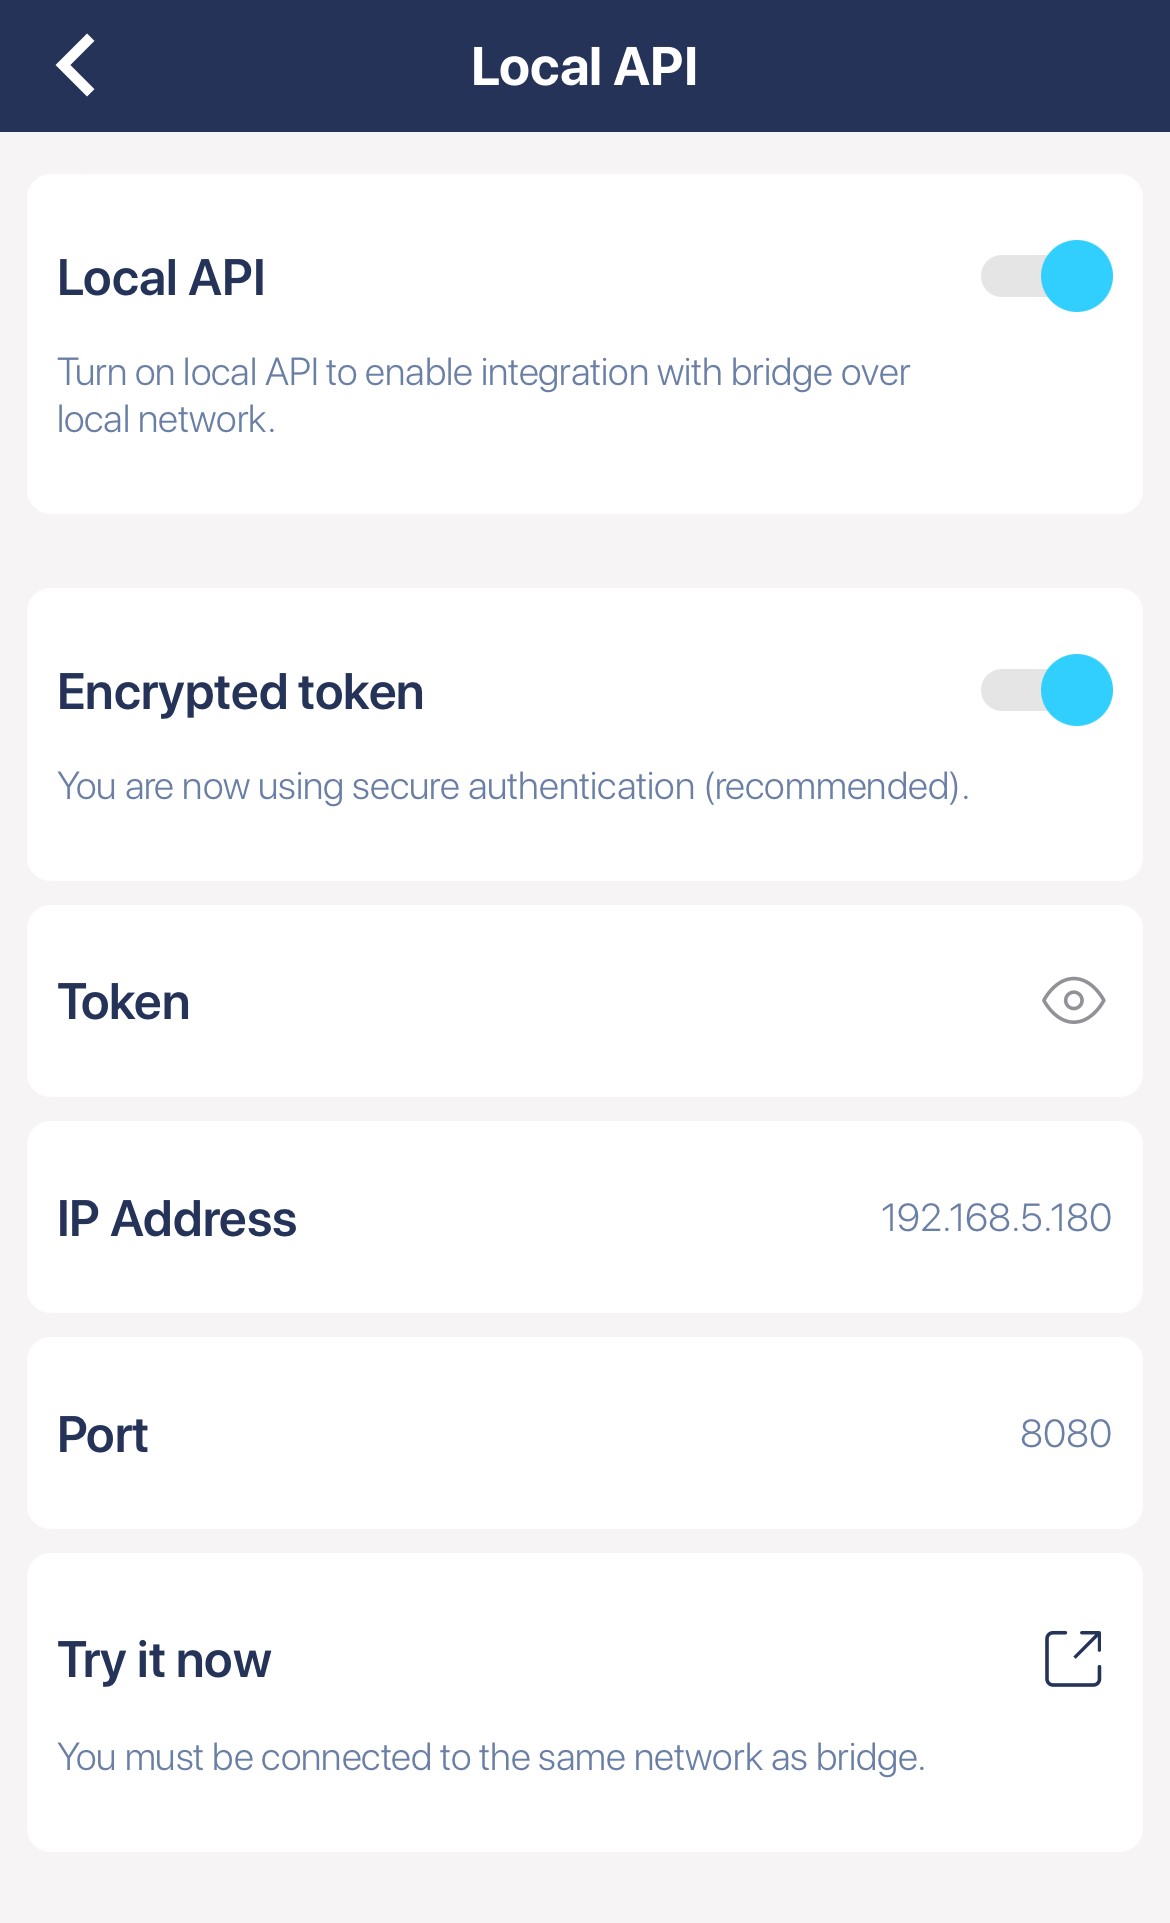 Local API
Local API
Turn on local API to enable integration with bridge over
local network.
Encrypted token
You are now using secure authentication (recommended).
Token
IP Address
192.168.5.180
Port
8080
Try it now
You must be connected to the same network as bridge.